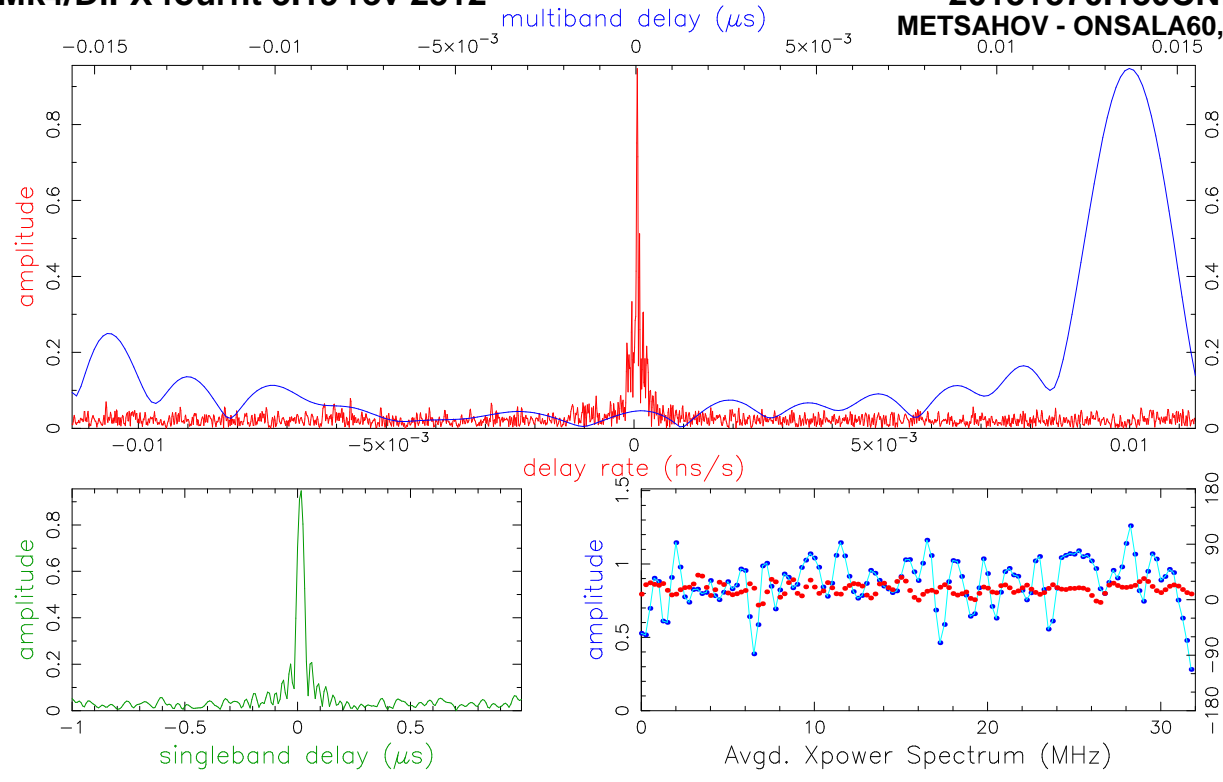 multiband delay (μs)
METSAHOV - ONSALA60,
−0.015 −0.01 −5×10⁻³ 0 5×10⁻³ 0.01 0.015
amplitude
0 0.2 0.4 0.6 0.8
0 0.2 0.4 0.6 0.8
−0.01 −5×10⁻³ 0 5×10⁻³ 0.01
delay rate (ns/s)
amplitude
0 0.2 0.4 0.6 0.8
−1 −0.5 0 0.5
singleband delay (μs)
amplitude
0 0.5 1 1.5
−180 −90 0 90 180
0 10 20 30
Avgd. Xpower Spectrum (MHz)